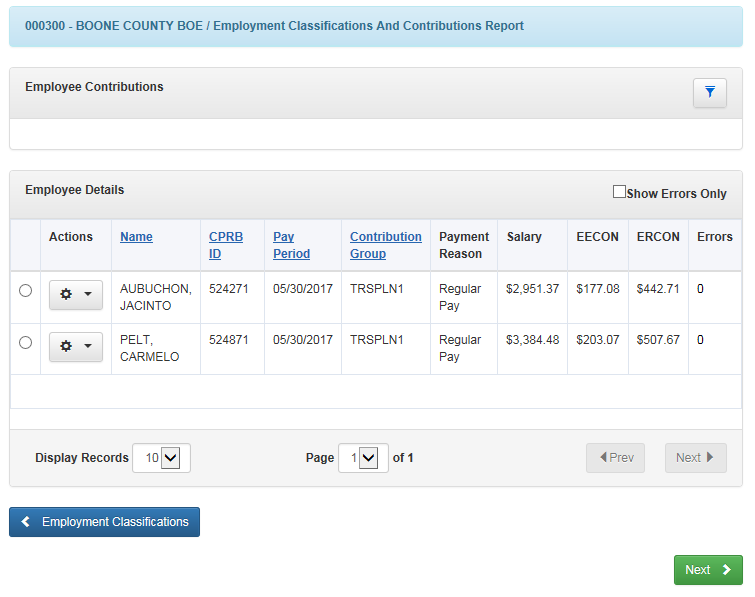 000300 - BOONE COUNTY BOE / Employment Classifications And Contributions Report
Employee Contributions
Employee Details
Show Errors Only
Actions Name CPRB ID Pay Period Contribution Group Payment Reason Salary EECON ERCON Errors
AUBUCHON, JACINTO 524271 05/30/2017 TRSPLN1 Regular Pay $2,951.37 $177.08 $442.71 0
PELT, CARMELO 524871 05/30/2017 TRSPLN1 Regular Pay $3,384.48 $203.07 $507.67 0
Display Records 10 Page 1 of 1 Prev Next
Employment Classifications
Next